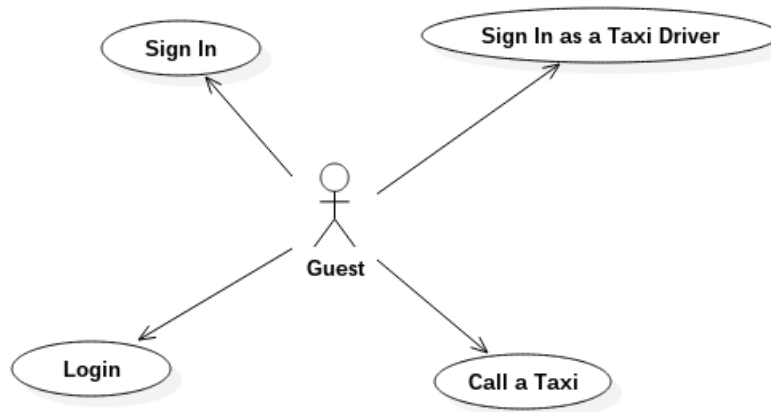 Sign In
Sign In as a Taxi Driver
Guest
Login
Call a Taxi